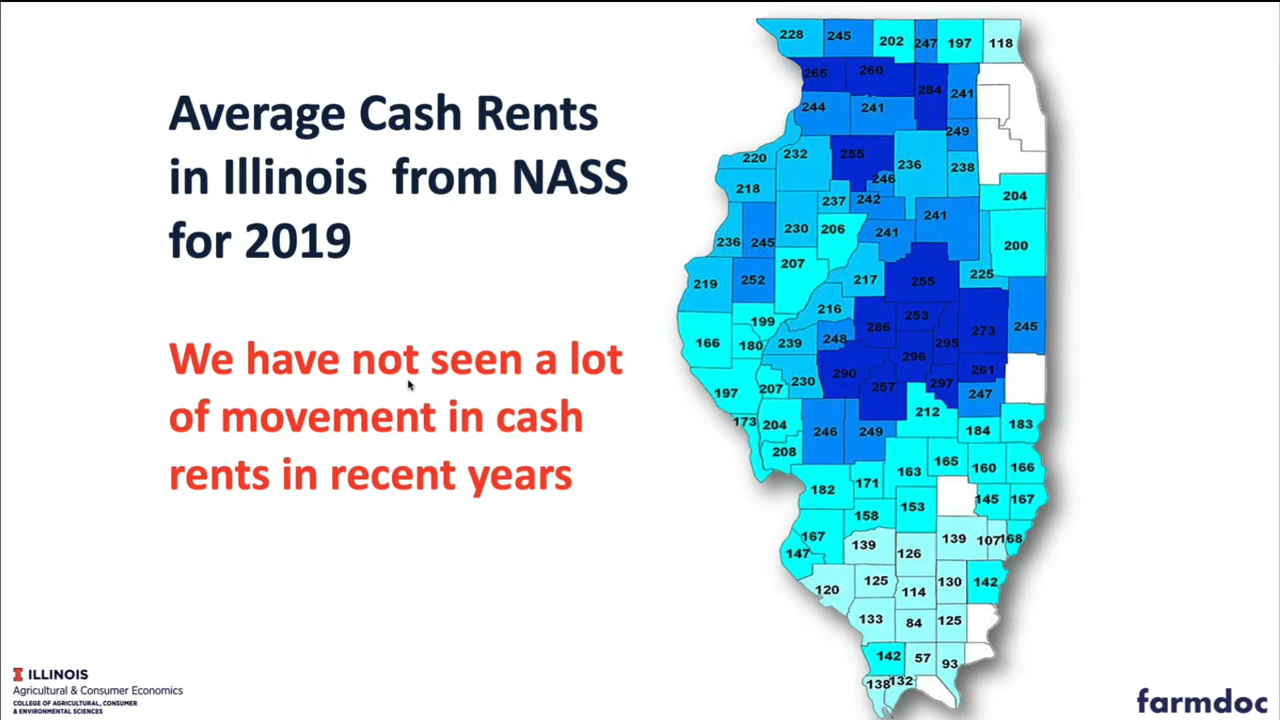 Average Cash Rents
in Illinois from NASS
for 2019
We have not seen a lot
of movement in cash
rents in recent years
228 245 202 247 197 118
265 260 284 241
244 241 249
220 232 255 246 236 238
218 237 242 204
236 245 230 206 241 241 200
219 252 207 217 255 225
199 216 286 253 273 245
166 180 239 248 296 295
197 207 230 290 257 297 261 247
173 204 246 249 212 184 183
208 182 171 163 165 160 166
158 153 145 167
167 147 139 126 139 107 168
120 125 114 130 142
133 84 125
142 57 93
138 132
I ILLINOIS
Agricultural & Consumer Economics
COLLEGE OF AGRICULTURAL, CONSUMER
& ENVIRONMENTAL SCIENCES
farmdoc